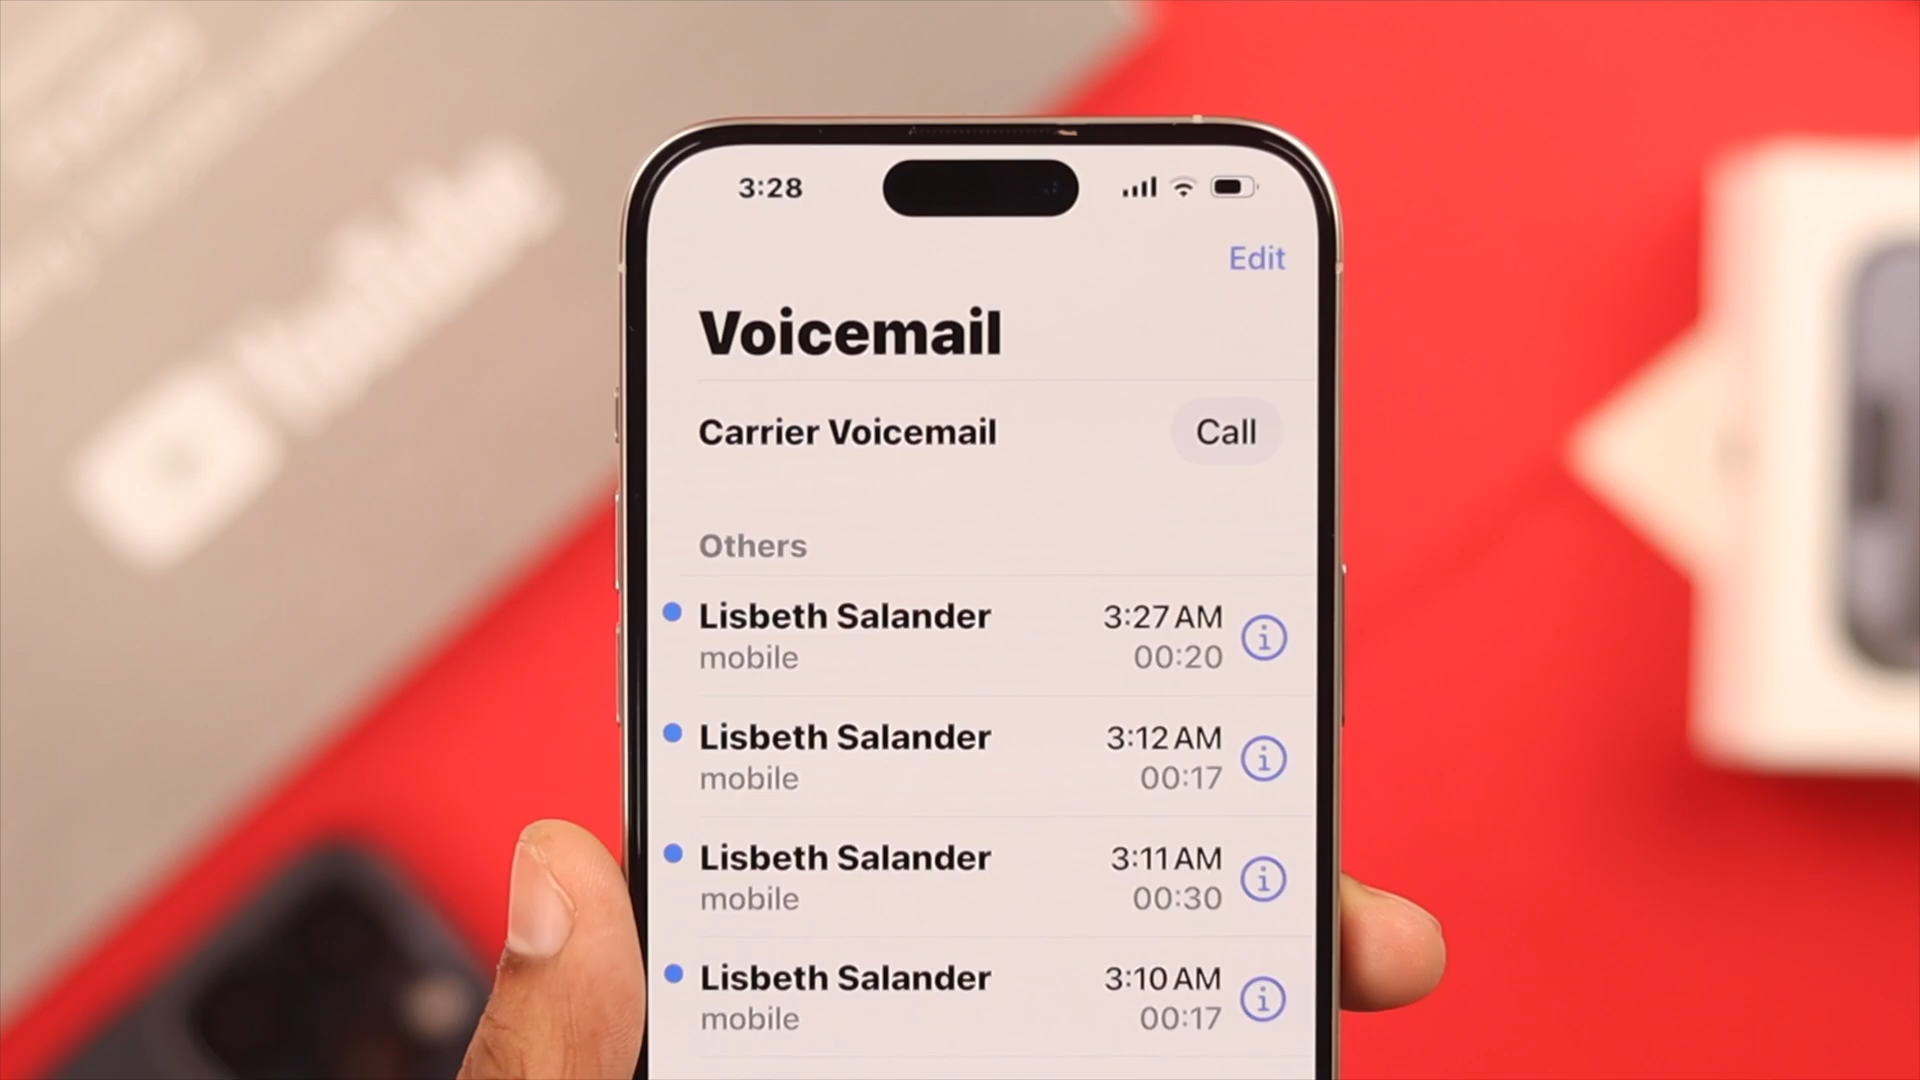 3:28
Edit
Voicemail
Carrier Voicemail Call
Others
Lisbeth Salander 3:27 AM
mobile 00:20
Lisbeth Salander 3:12 AM
mobile 00:17
Lisbeth Salander 3:11 AM
mobile 00:30
Lisbeth Salander 3:10 AM
mobile 00:17